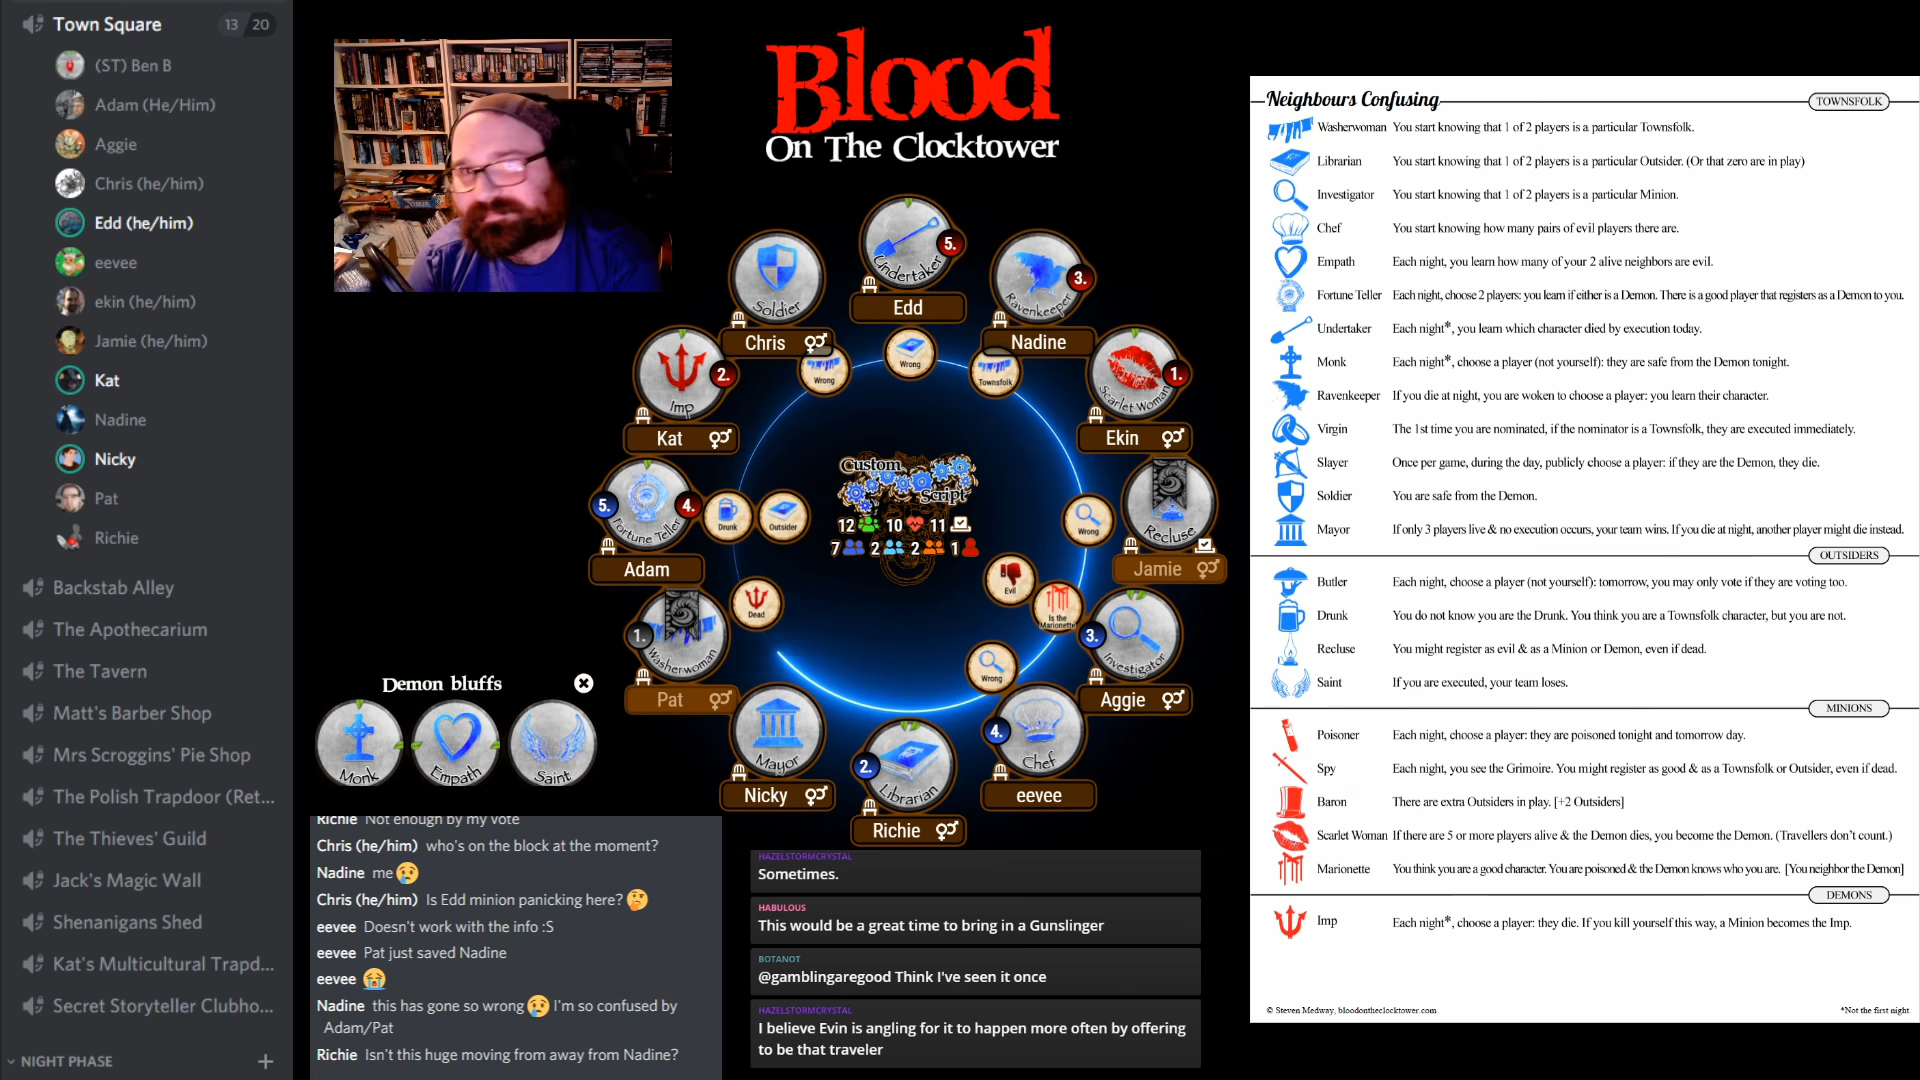 Town Square 13 20
(ST) Ben B
Adam (He/Him)
Aggie
Chris (he/him)
Edd (he/him)
eevee
ekin (he/him)
Jamie (he/him)
Kat
Nadine
Nicky
Pat
Richie
Backstab Alley
The Apothecarium
The Tavern
Matt's Barber Shop
Mrs Scroggins' Pie Shop
The Polish Trapdoor (Ret...
The Thieves' Guild
Jack's Magic Wall
Shenanigans Shed
Kat's Multicultural Trapd...
Secret Storyteller Clubho...
NIGHT PHASE +
Blood
On The Clocktower
Undertaker 5.
Edd
Wrong
Soldier
Chris
Wrong
Ravenkeeper 3.
Nadine
Townsfolk
Imp 2.
Kat
Scarlet Woman 1.
Ekin
5. Fortune Teller 4.
Adam
Drunk
Outsider
Custom
Script
12 10 11
7 2 2 1
Wrong
Recluse
Jamie
1. Washerwoman
Pat
Dead
Evil
Is the
Marionette
3. Investigator
Aggie
Mayor
Nicky
2. Librarian
Richie
4. Chef
eevee
Wrong
Demon bluffs
Monk
Empath
Saint
Richie Not enough by my vote
Chris (he/him) who's on the block at the moment?
Nadine me 😢
Chris (he/him) Is Edd minion panicking here? 🤔
eevee Doesn't work with the info :S
eevee Pat just saved Nadine
eevee 😭
Nadine this has gone so wrong 😢 I'm so confused by
Adam/Pat
Richie Isn't this huge moving from away from Nadine?
HAZELSTORMCRYSTAL
Sometimes.
HABULOUS
This would be a great time to bring in a Gunslinger
BOTANOT
@gamblingaregood Think I've seen it once
HAZELSTORMCRYSTAL
I believe Evin is angling for it to happen more often by offering
to be that traveler
Neighbours Confusing
TOWNSFOLK
Washerwoman You start knowing that 1 of 2 players is a particular Townsfolk.
Librarian You start knowing that 1 of 2 players is a particular Outsider. (Or that zero are in play)
Investigator You start knowing that 1 of 2 players is a particular Minion.
Chef You start knowing how many pairs of evil players there are.
Empath Each night, you learn how many of your 2 alive neighbors are evil.
Fortune Teller Each night, choose 2 players: you learn if either is a Demon. There is a good player that registers as a Demon to you.
Undertaker Each night*, you learn which character died by execution today.
Monk Each night*, choose a player (not yourself): they are safe from the Demon tonight.
Ravenkeeper If you die at night, you are woken to choose a player: you learn their character.
Virgin The 1st time you are nominated, if the nominator is a Townsfolk, they are executed immediately.
Slayer Once per game, during the day, publicly choose a player: if they are the Demon, they die.
Soldier You are safe from the Demon.
Mayor If only 3 players live & no execution occurs, your team wins. If you die at night, another player might die instead.
OUTSIDERS
Butler Each night, choose a player (not yourself): tomorrow, you may only vote if they are voting too.
Drunk You do not know you are the Drunk. You think you are a Townsfolk character, but you are not.
Recluse You might register as evil & as a Minion or Demon, even if dead.
Saint If you are executed, your team loses.
MINIONS
Poisoner Each night, choose a player: they are poisoned tonight and tomorrow day.
Spy Each night, you see the Grimoire. You might register as good & as a Townsfolk or Outsider, even if dead.
Baron There are extra Outsiders in play. [+2 Outsiders]
Scarlet Woman If there are 5 or more players alive & the Demon dies, you become the Demon. (Travellers don't count.)
Marionette You think you are a good character. You are poisoned & the Demon knows who you are. [You neighbor the Demon]
DEMONS
Imp Each night*, choose a player: they die. If you kill yourself this way, a Minion becomes the Imp.
© Steven Medway, bloodontheclocktower.com
*Not the first night.